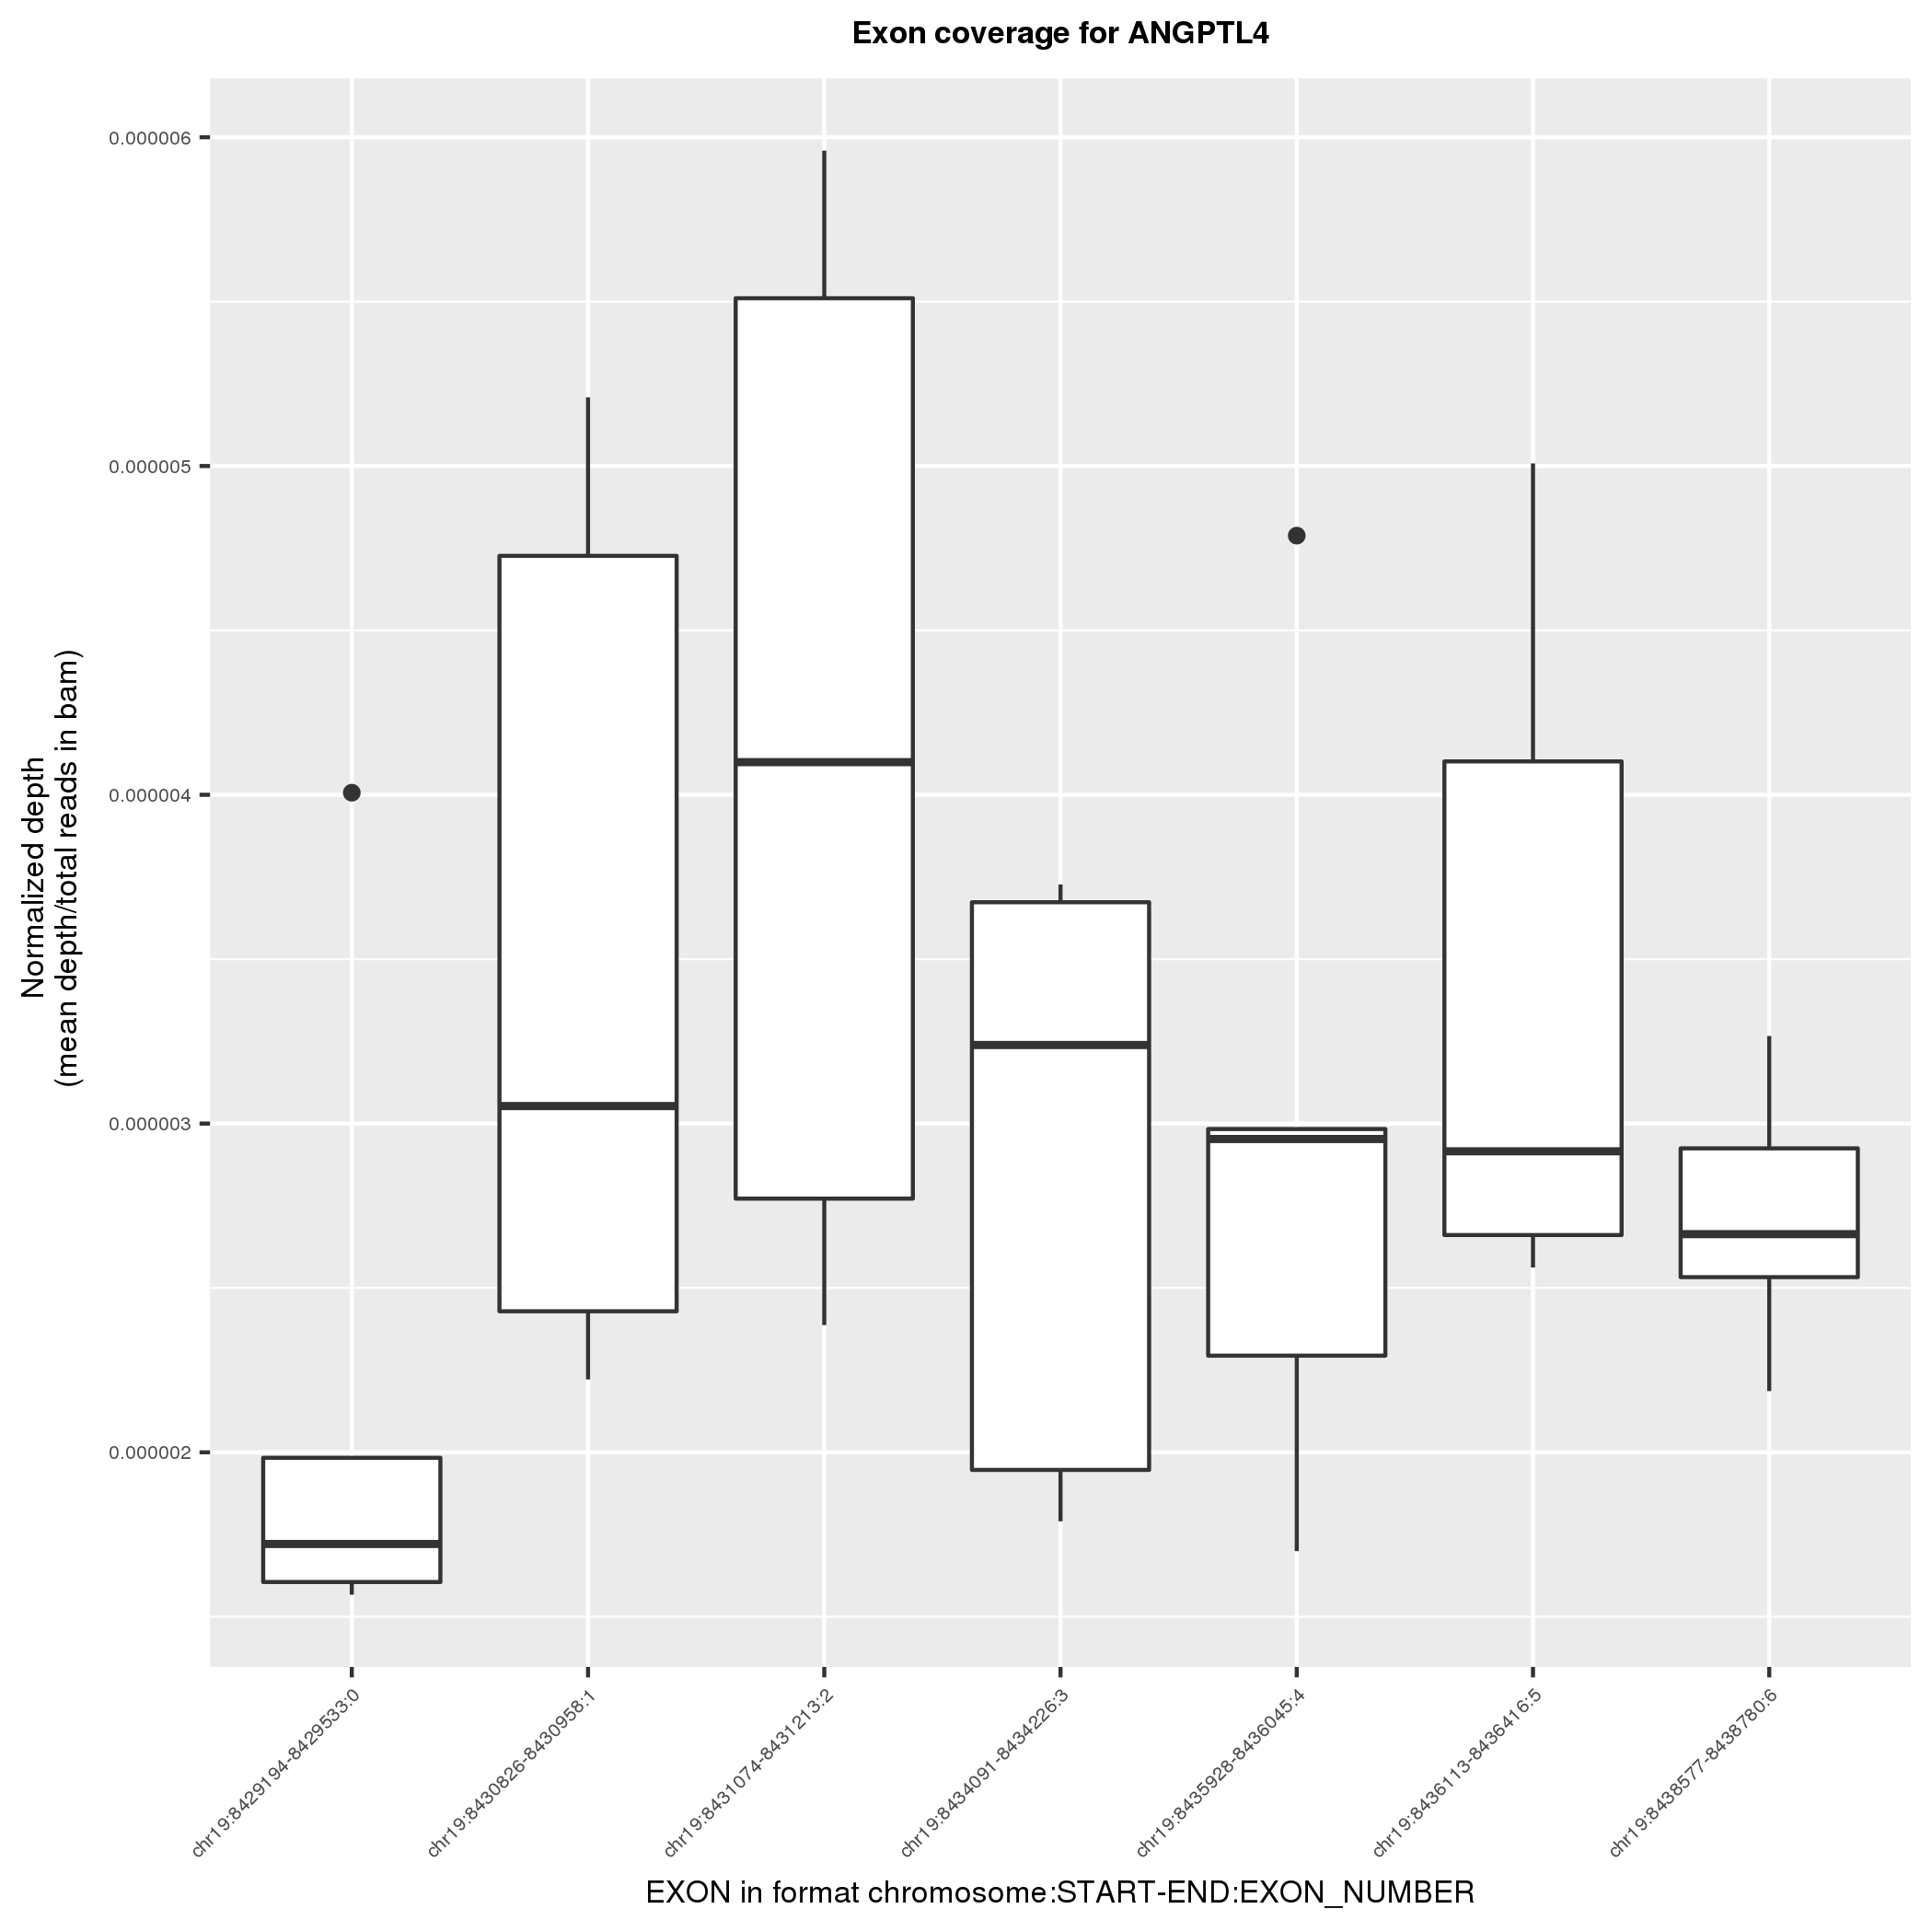 Exon coverage for ANGPTL4
0.000006
0.000005
0.000004
0.000003
0.000002
Normalized depth
(mean depth/total reads in bam)
chr19:8429194-8429533:0
chr19:8430826-8430958:1
chr19:8431074-8431213:2
chr19:8434091-8434226:3
chr19:8435928-8436045:4
chr19:8436113-8436416:5
chr19:8438577-8438780:6
EXON in format chromosome:START-END:EXON_NUMBER